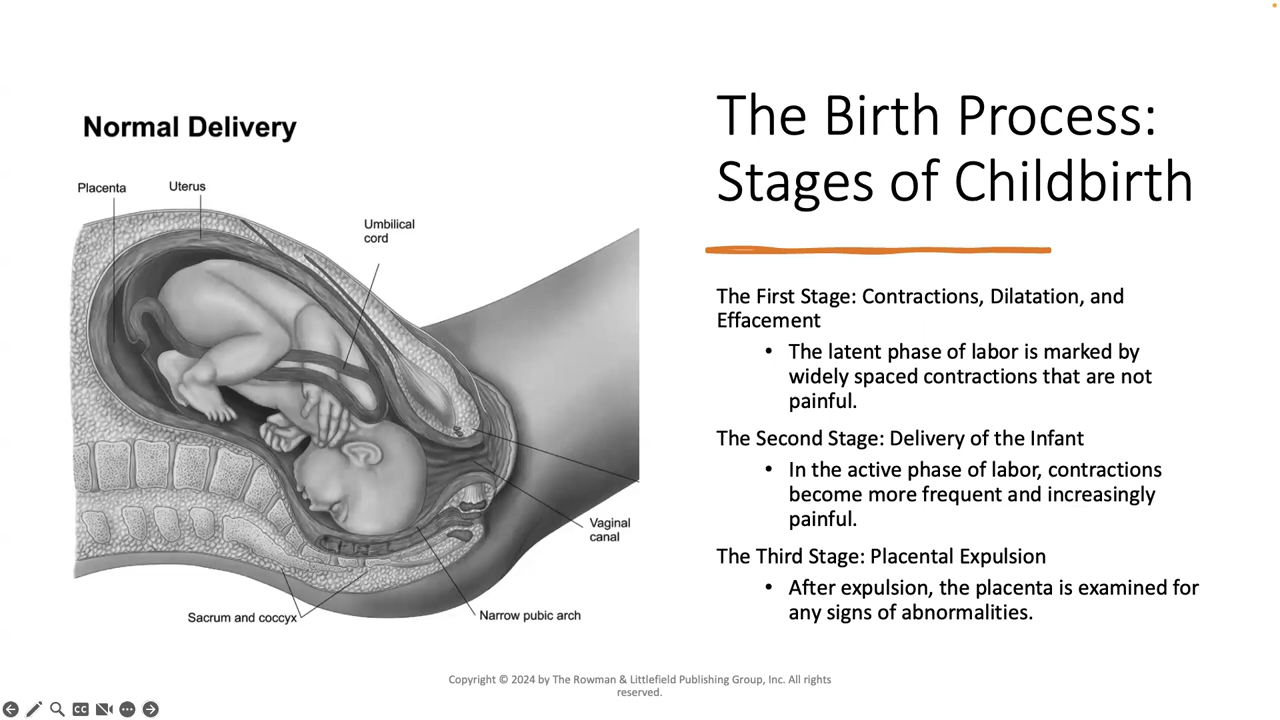 Normal Delivery
Placenta
Uterus
Umbilical
cord
Vaginal
canal
Sacrum and coccyx
Narrow pubic arch
The Birth Process:
Stages of Childbirth
The First Stage: Contractions, Dilatation, and
Effacement
• The latent phase of labor is marked by
widely spaced contractions that are not
painful.
The Second Stage: Delivery of the Infant
• In the active phase of labor, contractions
become more frequent and increasingly
painful.
The Third Stage: Placental Expulsion
• After expulsion, the placenta is examined for
any signs of abnormalities.
Copyright © 2024 by The Rowman & Littlefield Publishing Group, Inc. All rights
reserved.
CC